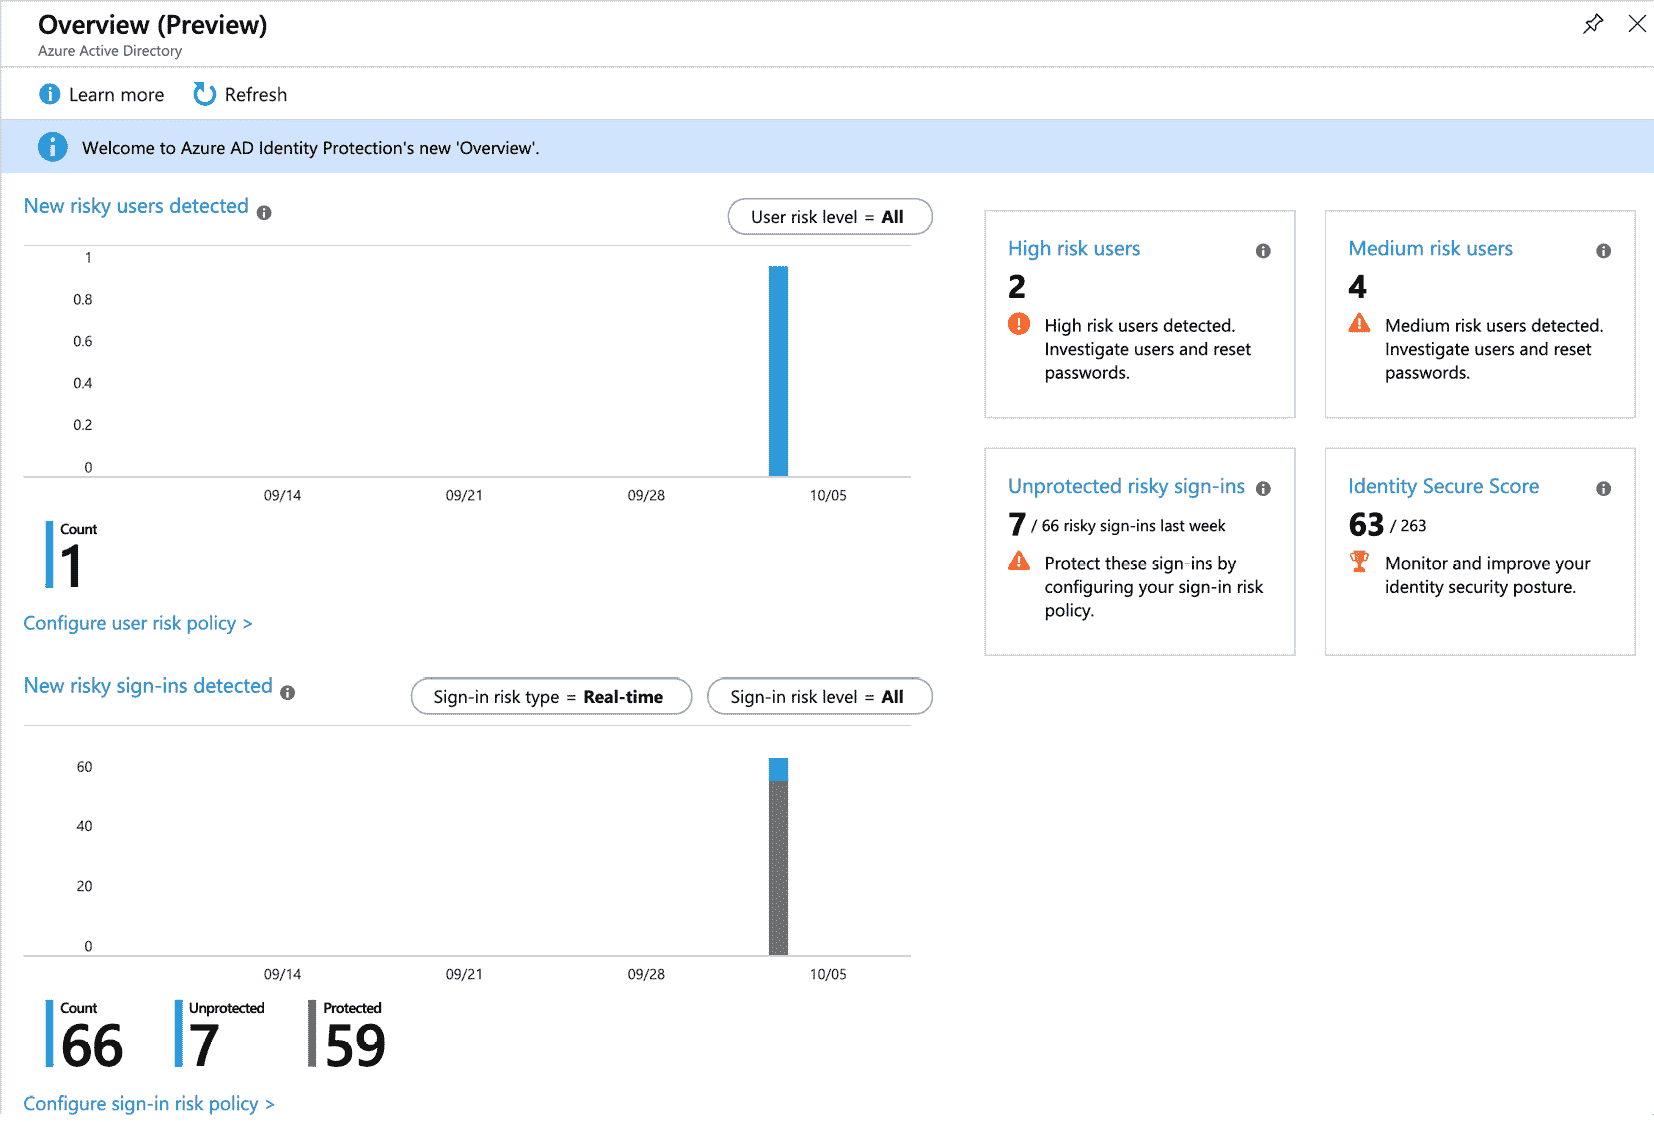 Overview (Preview)
Azure Active Directory
Learn more
Refresh
Welcome to Azure AD Identity Protection's new 'Overview'.
New risky users detected
User risk level = All
1
0.8
0.6
0.4
0.2
0
09/14
09/21
09/28
10/05
Count
1
Configure user risk policy >
New risky sign-ins detected
Sign-in risk type = Real-time
Sign-in risk level = All
60
40
20
0
09/14
09/21
09/28
10/05
Count
66
Unprotected
7
Protected
59
Configure sign-in risk policy >
High risk users
2
High risk users detected.
Investigate users and reset
passwords.
Medium risk users
4
Medium risk users detected.
Investigate users and reset
passwords.
Unprotected risky sign-ins
7 / 66 risky sign-ins last week
Protect these sign-ins by
configuring your sign-in risk
policy.
Identity Secure Score
63 / 263
Monitor and improve your
identity security posture.